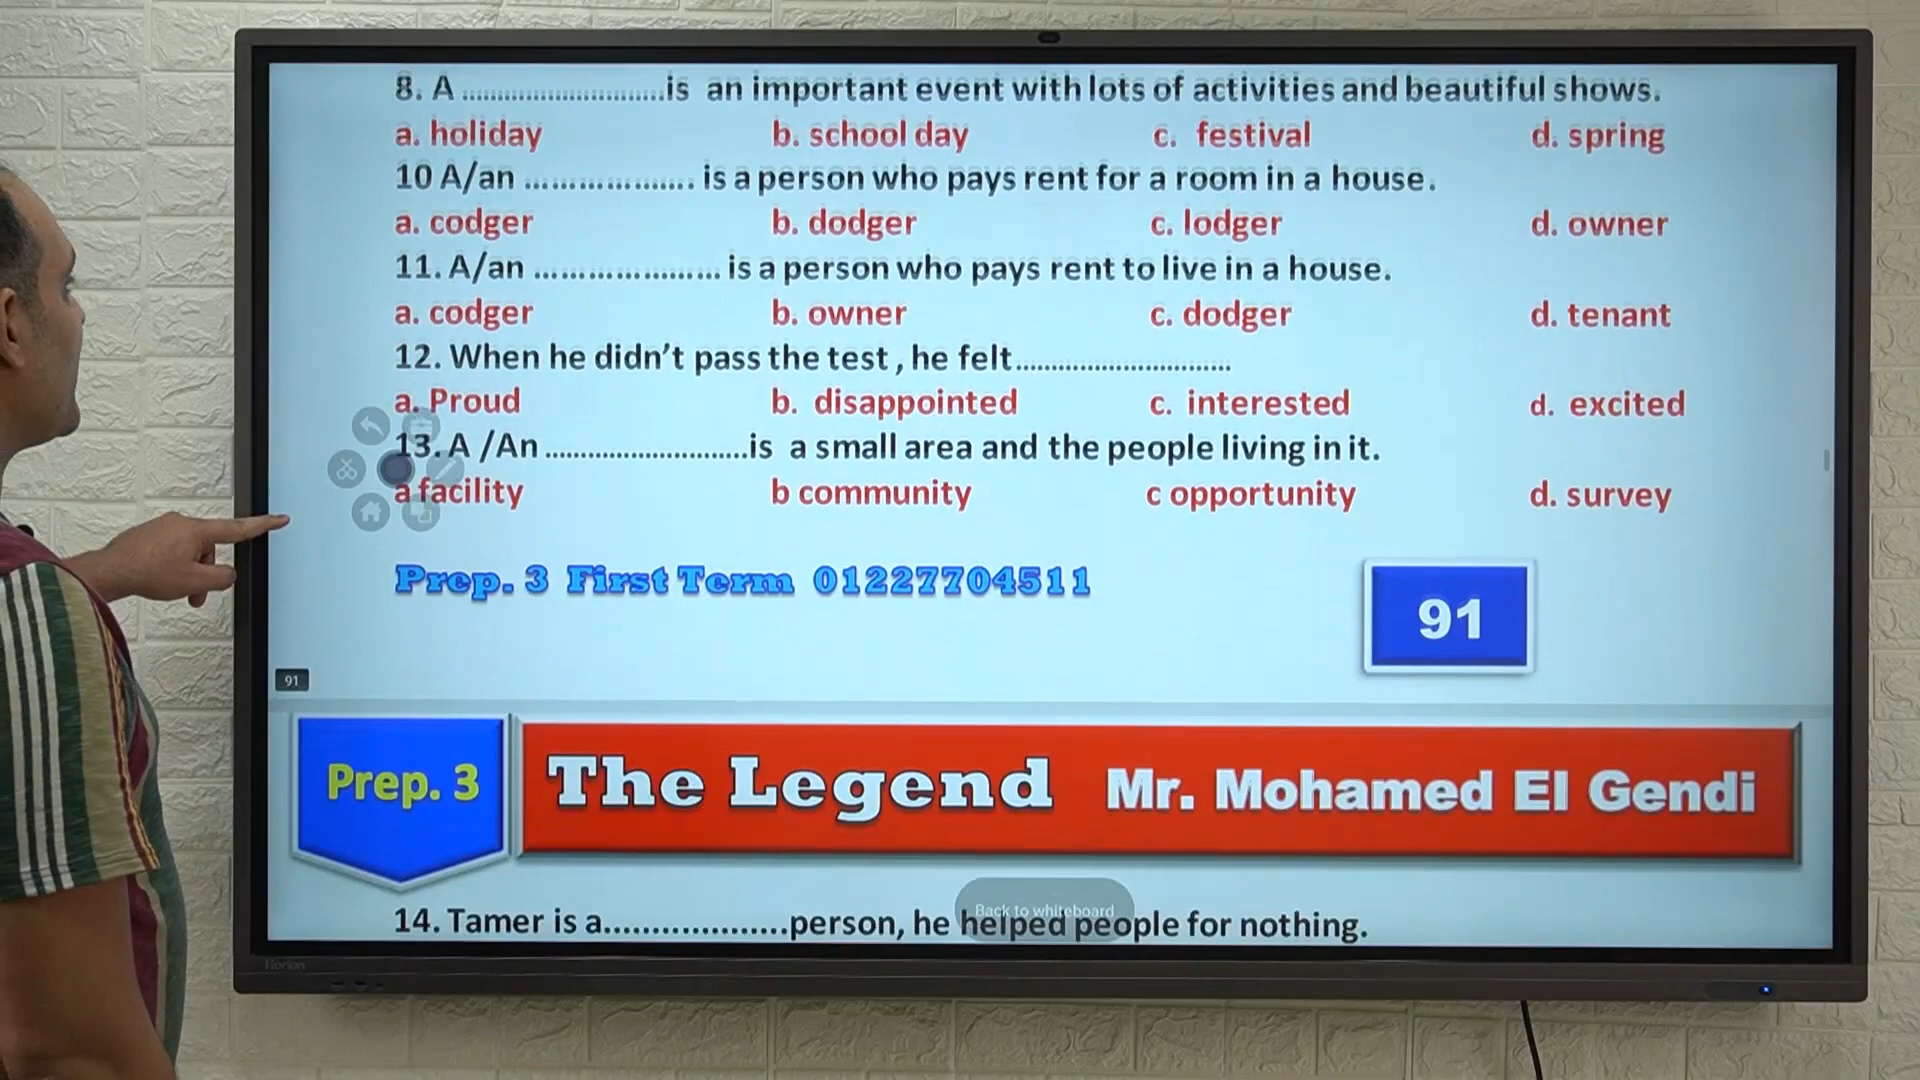 8. A ............................is an important event with lots of activities and beautiful shows.
a. holiday b. school day c. festival d. spring
10 A/an .................. is a person who pays rent for a room in a house.
a. codger b. dodger c. lodger d. owner
11. A/an .................... is a person who pays rent to live in a house.
a. codger b. owner c. dodger d. tenant
12. When he didn’t pass the test , he felt..............................
a. Proud b. disappointed c. interested d. excited
13. A /An ............................is a small area and the people living in it.
a facility b community c opportunity d. survey
Prep. 3 First Term 01227704511
91
91
Prep. 3 The Legend Mr. Mohamed El Gendi
Back to whiteboard
14. Tamer is a...................person, he helped people for nothing.
Horion